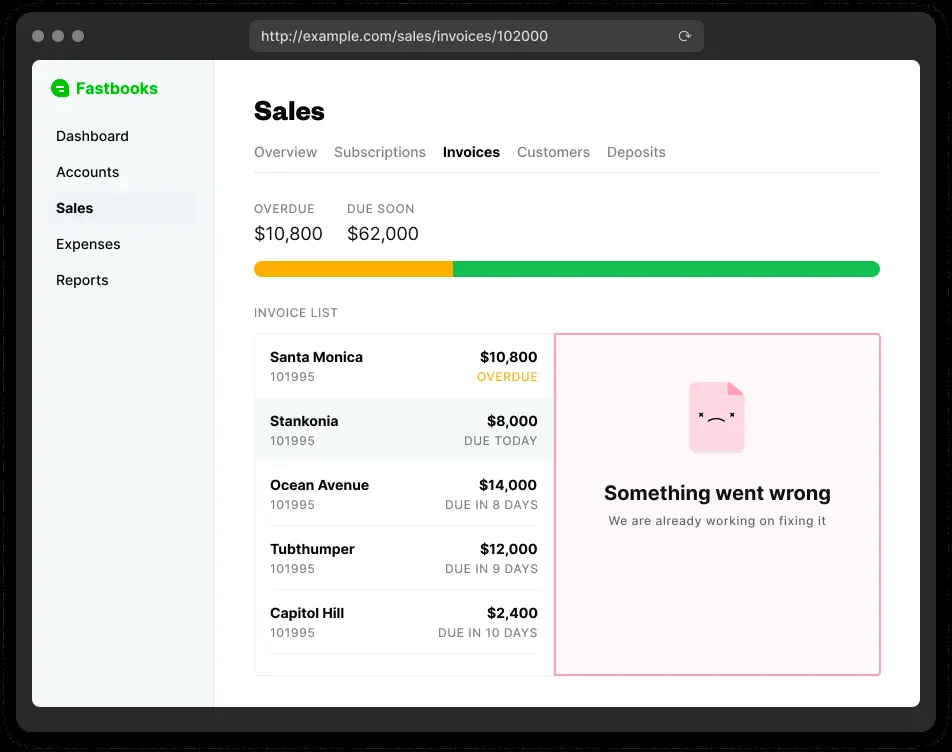 http://example.com/sales/invoices/102000
Fastbooks
Dashboard
Accounts
Sales
Expenses
Reports
Sales
Overview Subscriptions Invoices Customers Deposits
OVERDUE DUE SOON
$10,800 $62,000
INVOICE LIST
Santa Monica $10,800
101995 OVERDUE
Stankonia $8,000
101995 DUE TODAY
Ocean Avenue $14,000
101995 DUE IN 8 DAYS
Tubthumper $12,000
101995 DUE IN 9 DAYS
Capitol Hill $2,400
101995 DUE IN 10 DAYS
Something went wrong
We are already working on fixing it